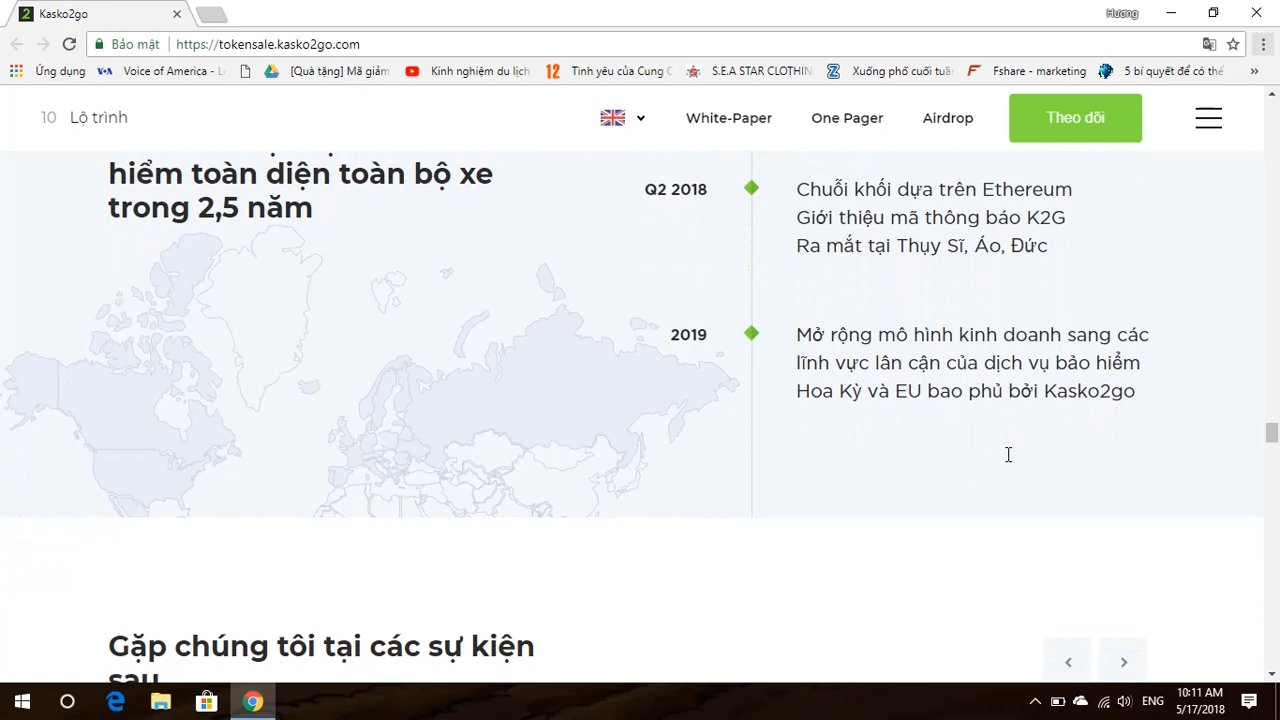 Kasko2go
Hương
Bảo mật
https://tokensale.kasko2go.com
Ứng dụng
Voice of America - L
[Quà tặng] Mã giảm
Kinh nghiệm du lịch
Tinh yêu của Cung C
S.E.A STAR CLOTHIN
Xuống phố cuối tuần
Fshare - marketing
5 bí quyết để có thể
»
10 Lộ trình
White-Paper
One Pager
Airdrop
Theo dõi
hiểm toàn diện toàn bộ xe
trong 2,5 năm
Q2 2018
Chuỗi khối dựa trên Ethereum
Giới thiệu mã thông báo K2G
Ra mắt tại Thụy Sĩ, Áo, Đức
2019
Mở rộng mô hình kinh doanh sang các
lĩnh vực lân cận của dịch vụ bảo hiểm
Hoa Kỳ và EU bao phủ bởi Kasko2go
Gặp chúng tôi tại các sự kiện
sau
ENG
10:11 AM
5/17/2018